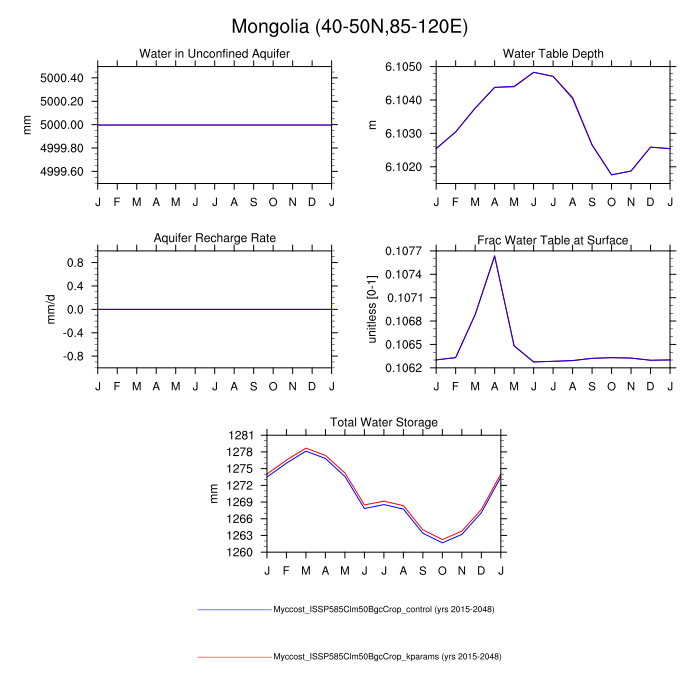 Mongolia (40-50N,85-120E)
Water in Unconfined Aquifer
5000.40
5000.20
5000.00
4999.80
4999.60
mm
J F M A M J J A S O N D J
Water Table Depth
6.1050
6.1040
6.1030
6.1020
m
J F M A M J J A S O N D J
Aquifer Recharge Rate
0.8
0.4
0.0
-0.4
-0.8
mm/d
J F M A M J J A S O N D J
Frac Water Table at Surface
0.1077
0.1074
0.1071
0.1068
0.1065
0.1062
unitless [0-1]
J F M A M J J A S O N D J
Total Water Storage
1281
1278
1275
1272
1269
1266
1263
1260
mm
J F M A M J J A S O N D J
Myccost_ISSP585Clm50BgcCrop_control (yrs 2015-2048)
Myccost_ISSP585Clm50BgcCrop_kparams (yrs 2015-2048)